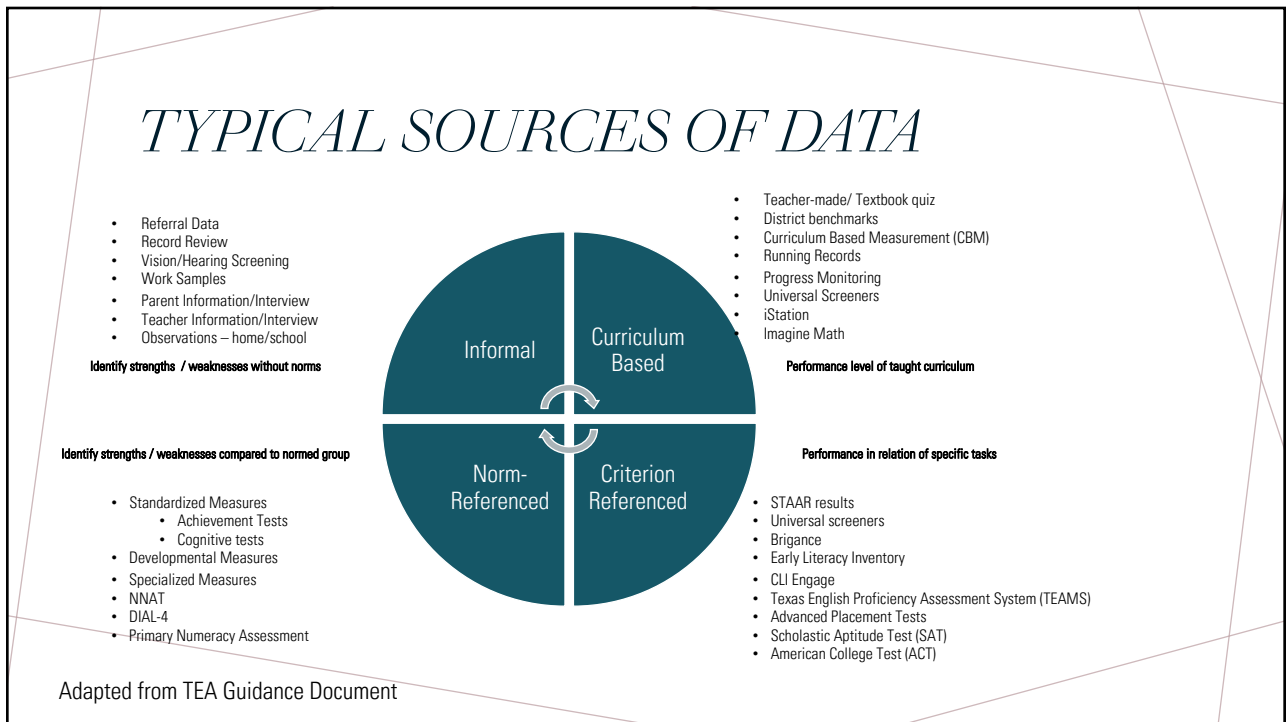 TYPICAL SOURCES OF DATA
• Referral Data
• Record Review
• Vision/Hearing Screening
• Work Samples
• Parent Information/Interview
• Teacher Information/Interview
• Observations – home/school
Identify strengths / weaknesses without norms
• Teacher-made/ Textbook quiz
• District benchmarks
• Curriculum Based Measurement (CBM)
• Running Records
• Progress Monitoring
• Universal Screeners
• iStation
• Imagine Math
Performance level of taught curriculum
Informal
Curriculum
Based
Norm-
Referenced
Criterion
Referenced
Identify strengths / weaknesses compared to normed group
• Standardized Measures
• Achievement Tests
• Cognitive tests
• Developmental Measures
• Specialized Measures
• NNAT
• DIAL-4
• Primary Numeracy Assessment
Performance in relation of specific tasks
• STAAR results
• Universal screeners
• Brigance
• Early Literacy Inventory
• CLI Engage
• Texas English Proficiency Assessment System (TEAMS)
• Advanced Placement Tests
• Scholastic Aptitude Test (SAT)
• American College Test (ACT)
Adapted from TEA Guidance Document